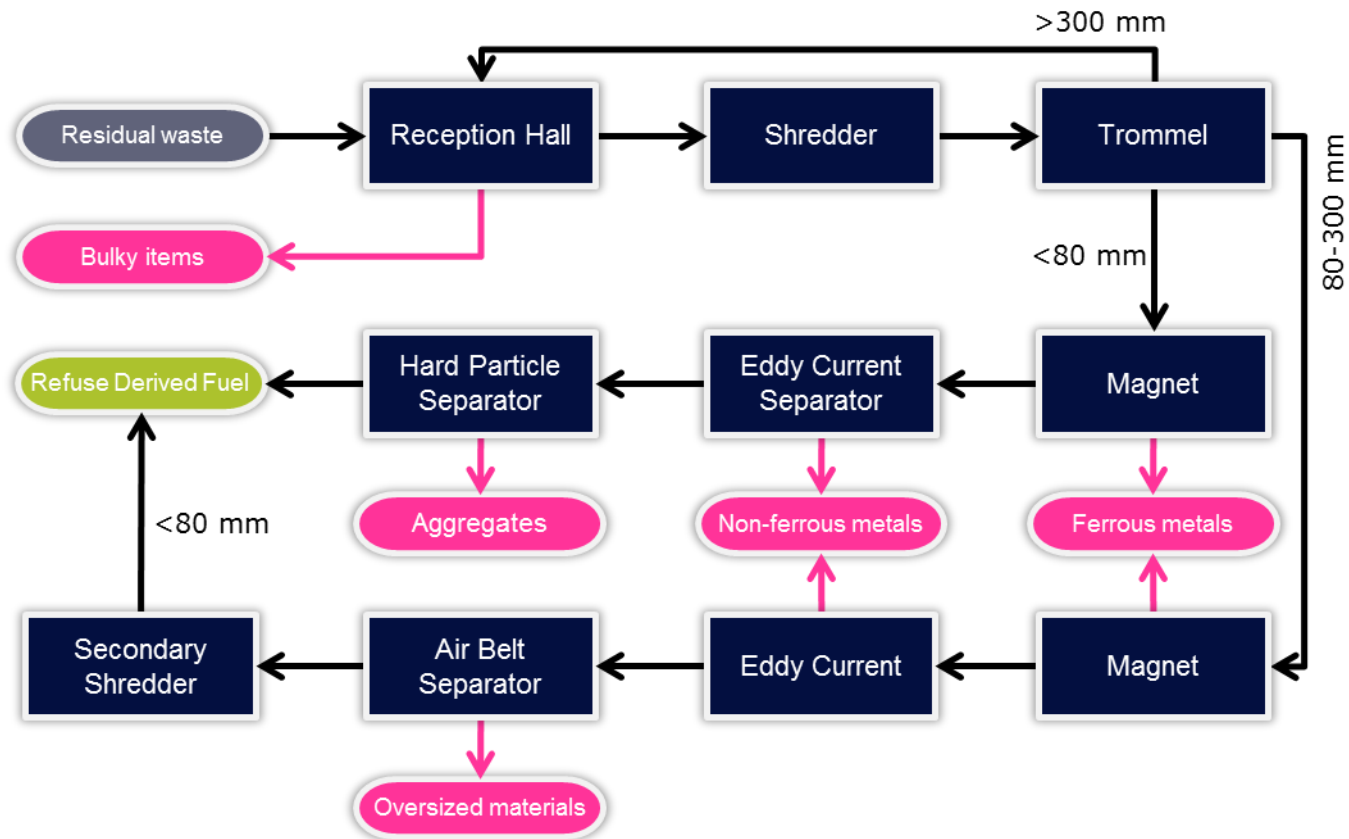 >300 mm
Residual waste
Reception Hall
Shredder
Trommel
80-300 mm
Bulky items
<80 mm
Refuse Derived Fuel
Hard Particle
Separator
Eddy Current
Separator
Magnet
<80 mm
Aggregates
Non-ferrous metals
Ferrous metals
Secondary
Shredder
Air Belt
Separator
Eddy Current
Magnet
Oversized materials